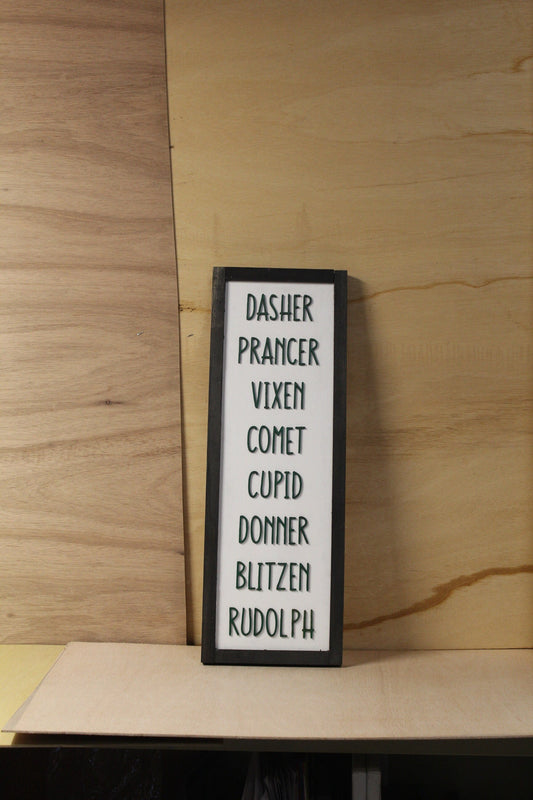 DASHER
PRANCER
VIXEN
COMET
CUPID
DONNER
BLITZEN
RUDOLPH